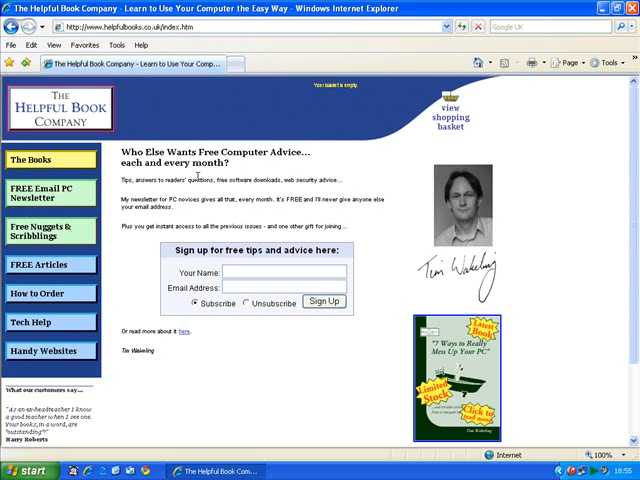 The Helpful Book Company - Learn to Use Your Computer the Easy Way - Windows Internet Explorer
http://www.helpfulbooks.co.uk/index.htm
Live Search
File Edit View Favorites Tools Help
The Helpful Book Company - Learn to Use Your Comp...
Page Tools
Your basket is empty.
THE
HELPFUL BOOK
COMPANY
view
shopping
basket
The Books
FREE Email PC
Newsletter
Free Nuggets &
Scribblings
FREE Articles
How to Order
Tech Help
Handy Websites
What our customers say...
"As an ex-headteacher I know
a good teacher when I see one.
Your books, in a word, are
"outstanding"!"
Harry Roberts
Who Else Wants Free Computer Advice...
each and every month?
Tips, answers to readers' questions, free software downloads, web security advice...
My newsletter for PC novices gives all that, every month. It's FREE and I'll never give anyone else
your email address.
Plus you get instant access to all the previous issues - and one other gift for joining...
Sign up for free tips and advice here:
Your Name:
Email Address:
Subscribe Unsubscribe Sign Up
Or read more about it here.
Tim Wakeling
Tim Wakeling
Latest
Book
"7 Ways to Really
Mess Up Your PC"
Limited
Stock
Click to
read more
Tim Wakeling
Internet
100%
start
The Helpful Book Com...
18:55